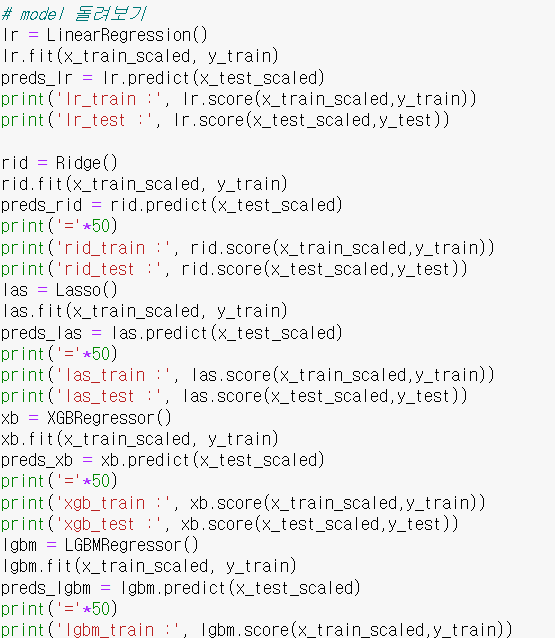 # model 돌려보기
lr = LinearRegression()
lr.fit(x_train_scaled, y_train)
preds_lr = lr.predict(x_test_scaled)
print('lr_train :', lr.score(x_train_scaled,y_train))
print('lr_test :', lr.score(x_test_scaled,y_test))
rid = Ridge()
rid.fit(x_train_scaled, y_train)
preds_rid = rid.predict(x_test_scaled)
print('='*50)
print('rid_train :', rid.score(x_train_scaled,y_train))
print('rid_test :', rid.score(x_test_scaled,y_test))
las = Lasso()
las.fit(x_train_scaled, y_train)
preds_las = las.predict(x_test_scaled)
print('='*50)
print('las_train :', las.score(x_train_scaled,y_train))
print('las_test :', las.score(x_test_scaled,y_test))
xb = XGBRegressor()
xb.fit(x_train_scaled, y_train)
preds_xb = xb.predict(x_test_scaled)
print('='*50)
print('xgb_train :', xb.score(x_train_scaled,y_train))
print('xgb_test :', xb.score(x_test_scaled,y_test))
lgbm = LGBMRegressor()
lgbm.fit(x_train_scaled, y_train)
preds_lgbm = lgbm.predict(x_test_scaled)
print('='*50)
print('lgbm_train :', lgbm.score(x_train_scaled,y_train))